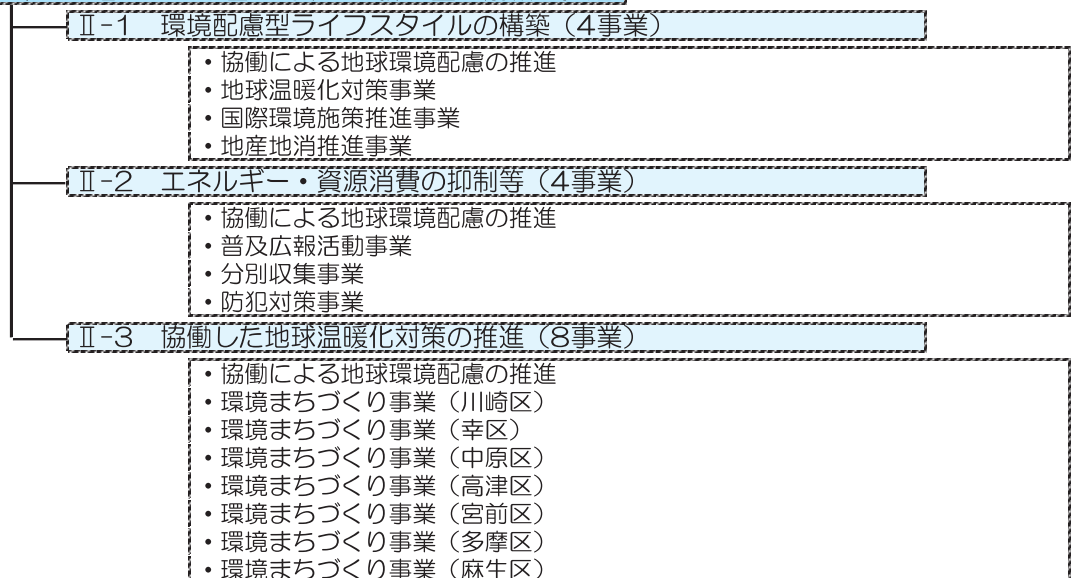 Ⅱ-1　環境配慮型ライフスタイルの構築（4事業）
・協働による地球環境配慮の推進
・地球温暖化対策事業
・国際環境施策推進事業
・地産地消推進事業
Ⅱ-2　エネルギー・資源消費の抑制等（4事業）
・協働による地球環境配慮の推進
・普及広報活動事業
・分別収集事業
・防犯対策事業
Ⅱ-3　協働した地球温暖化対策の推進（8事業）
・協働による地球環境配慮の推進
・環境まちづくり事業（川崎区）
・環境まちづくり事業（幸区）
・環境まちづくり事業（中原区）
・環境まちづくり事業（高津区）
・環境まちづくり事業（宮前区）
・環境まちづくり事業（多摩区）
・環境まちづくり事業（麻生区）